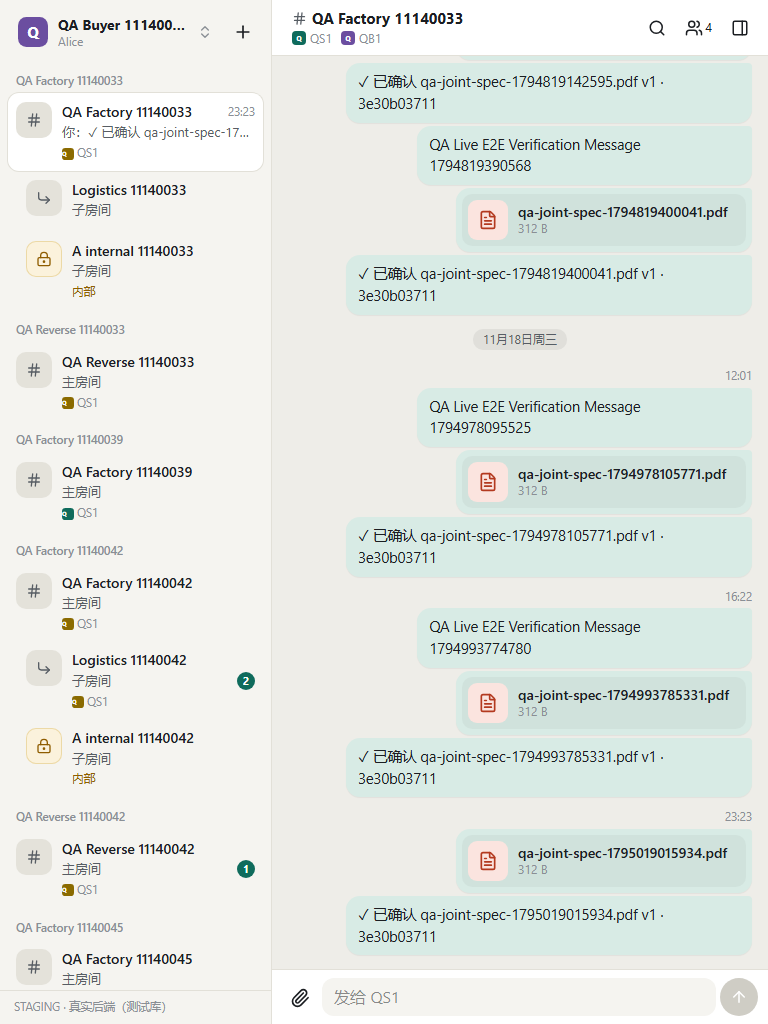 Q
QA Buyer 111400...
Alice
QA Factory 11140033
QA Factory 11140033
23:23
你: ✓ 已确认 qa-joint-spec-17...
QS1
Logistics 11140033
子房间
A internal 11140033
子房间
内部
QA Reverse 11140033
QA Reverse 11140033
主房间
QS1
QA Factory 11140039
QA Factory 11140039
主房间
QS1
QA Factory 11140042
QA Factory 11140042
主房间
QS1
Logistics 11140042
子房间
2
QS1
A internal 11140042
子房间
内部
QA Reverse 11140042
QA Reverse 11140042
主房间
1
QS1
QA Factory 11140045
QA Factory 11140045
主房间
STAGING · 真实后端（测试库）
# QA Factory 11140033
Q QS1 Q QB1
4
✓ 已确认 qa-joint-spec-1794819142595.pdf v1 ·
3e30b03711
QA Live E2E Verification Message
1794819390568
qa-joint-spec-1794819400041.pdf
312 B
✓ 已确认 qa-joint-spec-1794819400041.pdf v1 ·
3e30b03711
11月18日周三
12:01
QA Live E2E Verification Message
1794978095525
qa-joint-spec-1794978105771.pdf
312 B
✓ 已确认 qa-joint-spec-1794978105771.pdf v1 ·
3e30b03711
16:22
QA Live E2E Verification Message
1794993774780
qa-joint-spec-1794993785331.pdf
312 B
✓ 已确认 qa-joint-spec-1794993785331.pdf v1 ·
3e30b03711
23:23
qa-joint-spec-1795019015934.pdf
312 B
✓ 已确认 qa-joint-spec-1795019015934.pdf v1 ·
3e30b03711
发给 QS1